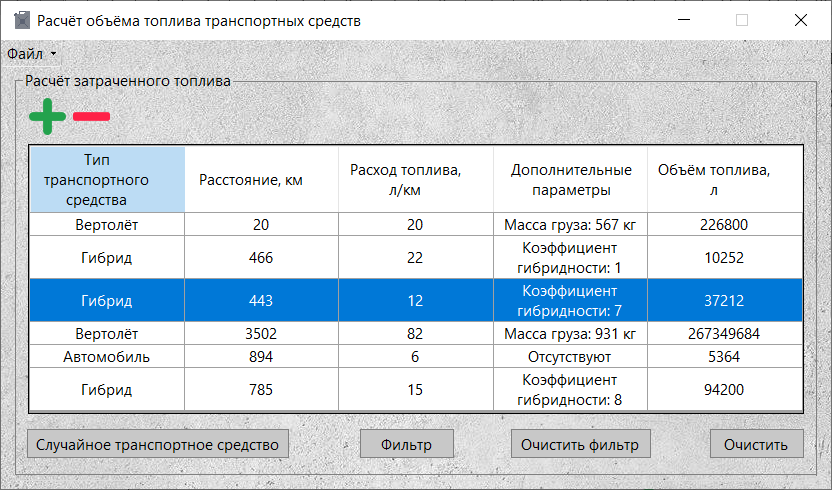 Расчёт объёма топлива транспортных средств
Файл
Расчёт затраченного топлива
Тип транспортного средства
Расстояние, км
Расход топлива, л/км
Дополнительные параметры
Объём топлива, л
Вертолёт 20 20 Масса груза: 567 кг 226800
Гибрид 466 22 Коэффициент гибридности: 1 10252
Гибрид 443 12 Коэффициент гибридности: 7 37212
Вертолёт 3502 82 Масса груза: 931 кг 267349684
Автомобиль 894 6 Отсутствуют 5364
Гибрид 785 15 Коэффициент гибридности: 8 94200
Случайное транспортное средство
Фильтр
Очистить фильтр
Очистить